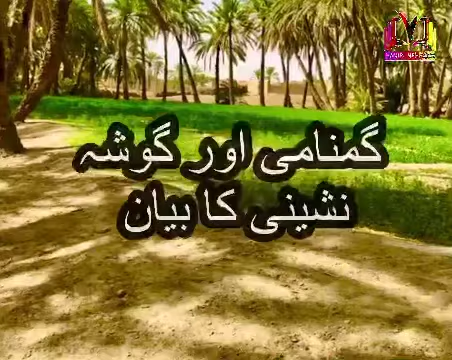 گمنامی اور گوشہ
نشینی کا بیان